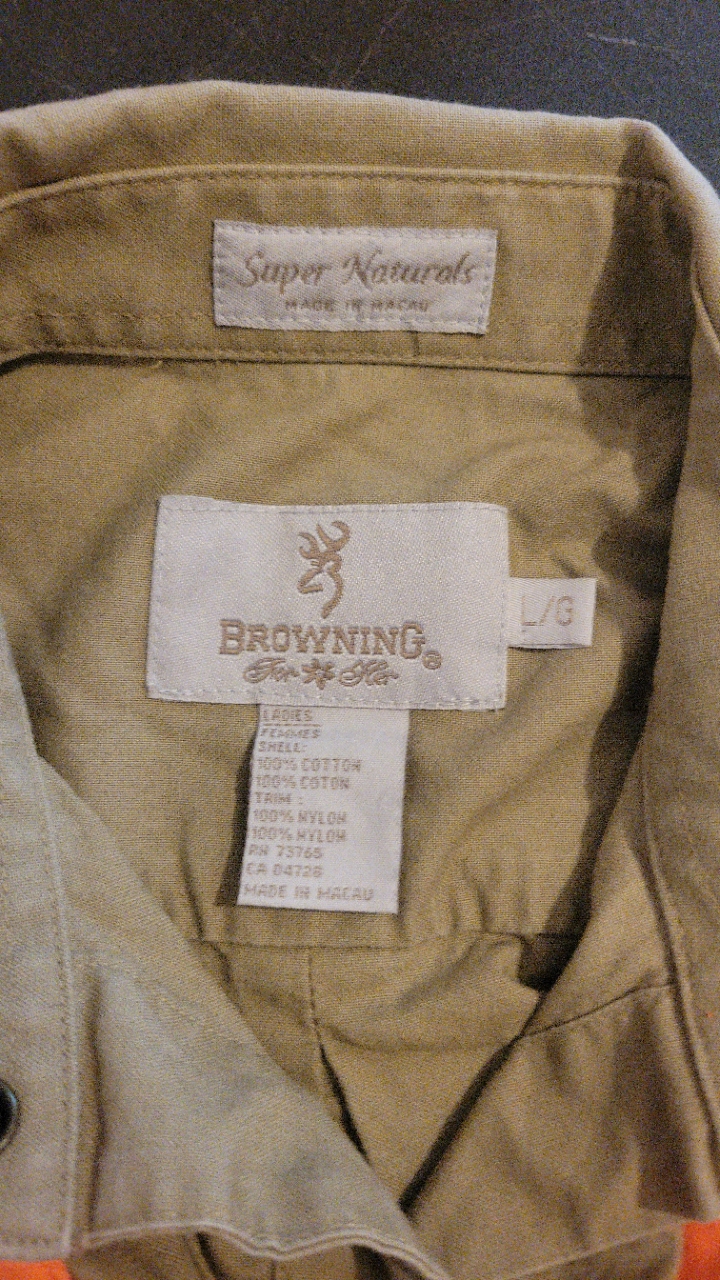 Super Naturals
MADE IN MACAU
BROWNING®
For Her
L/G
LADIES
FEMMES
SHELL:
100% COTTON
100% COTON
TRIM :
100% NYLON
100% NYLON
RN 73765
CA 04728
MADE IN MACAU